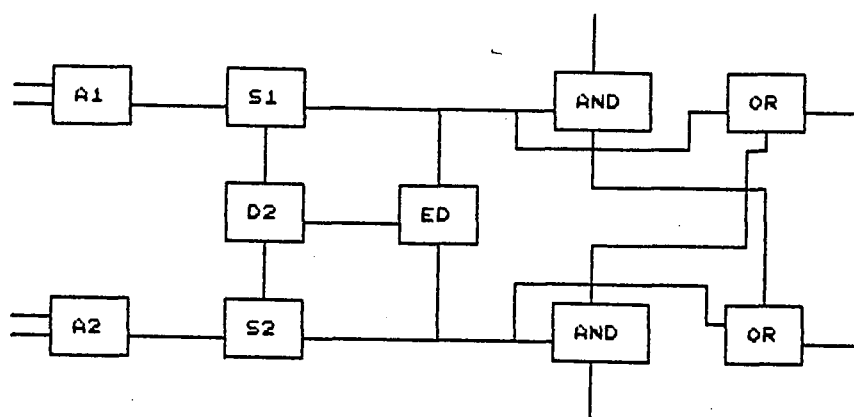 A1
S1
AND
OR
D2
ED
A2
S2
AND
OR